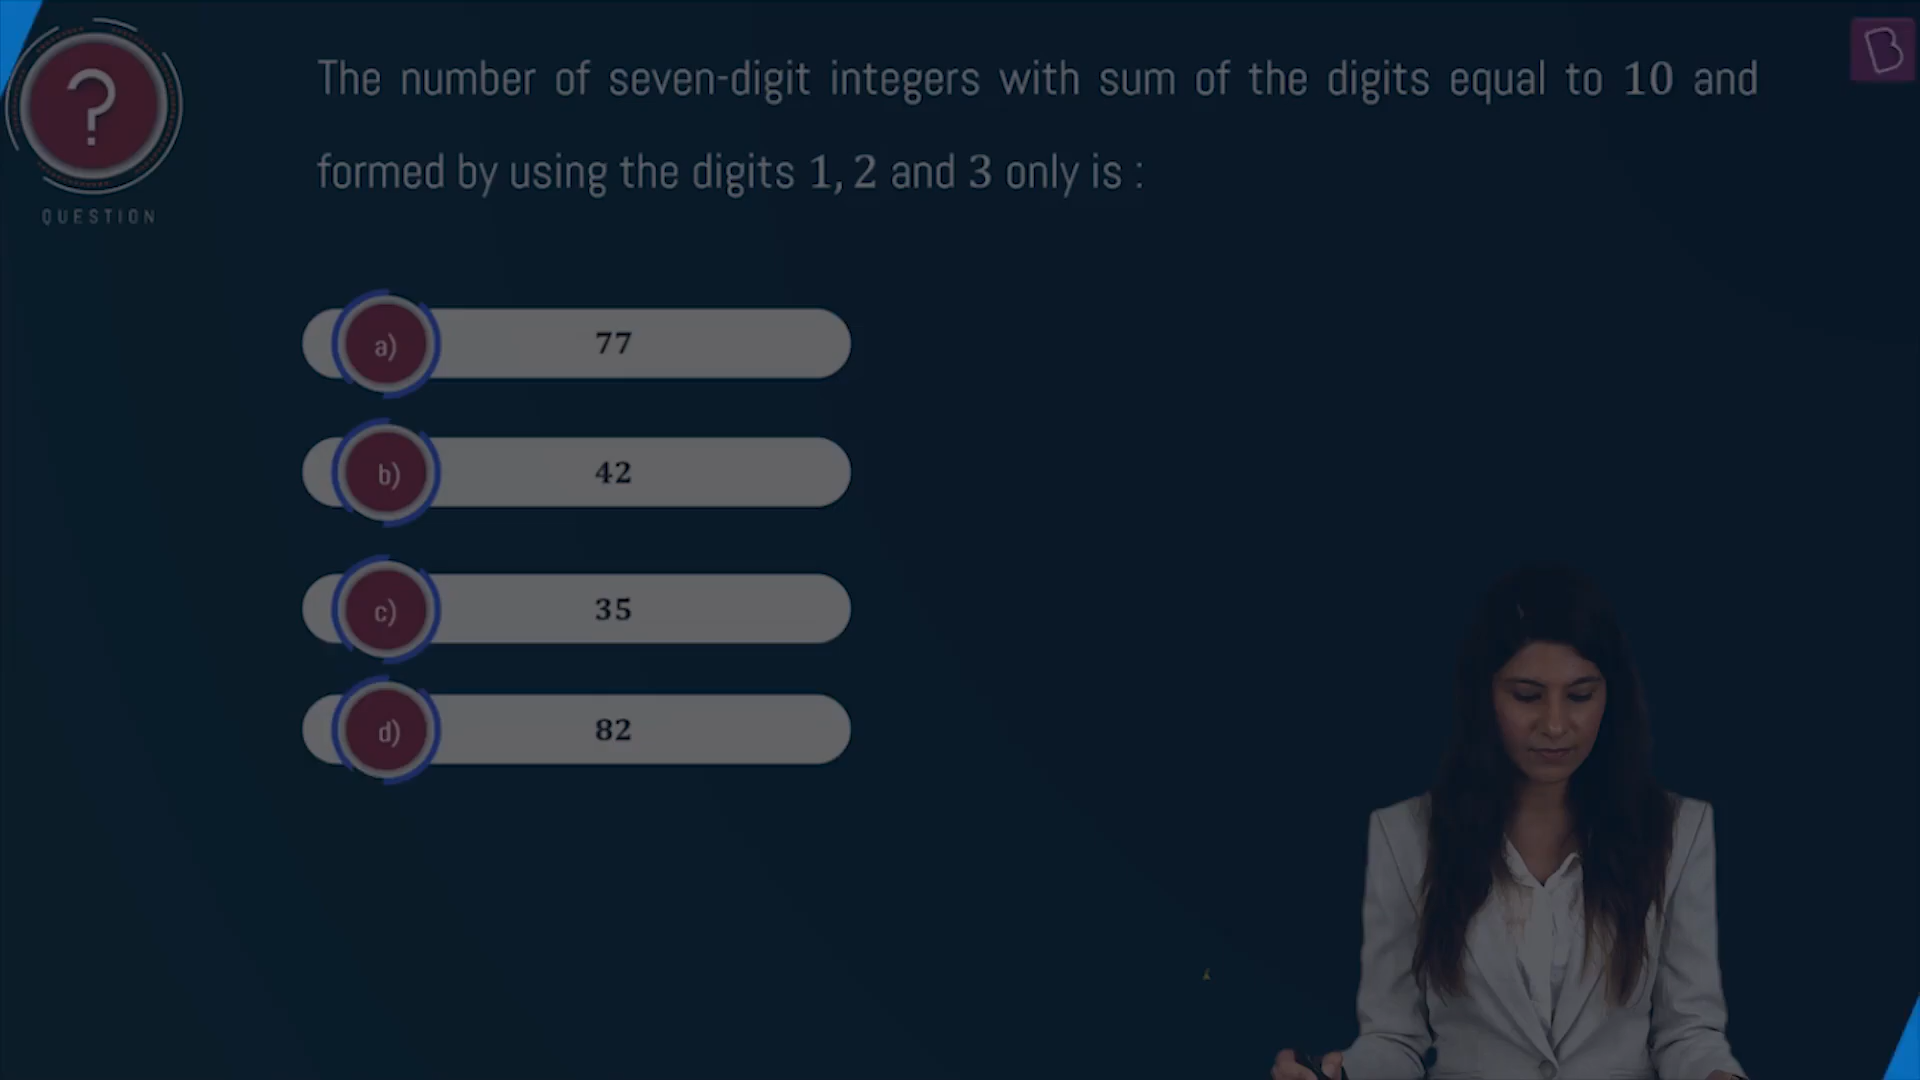 The number of seven-digit integers with sum of the digits equal to 10 and
formed by using the digits 1, 2 and 3 only is :
?
QUESTION
B
a) 77
b) 42
c) 35
d) 82